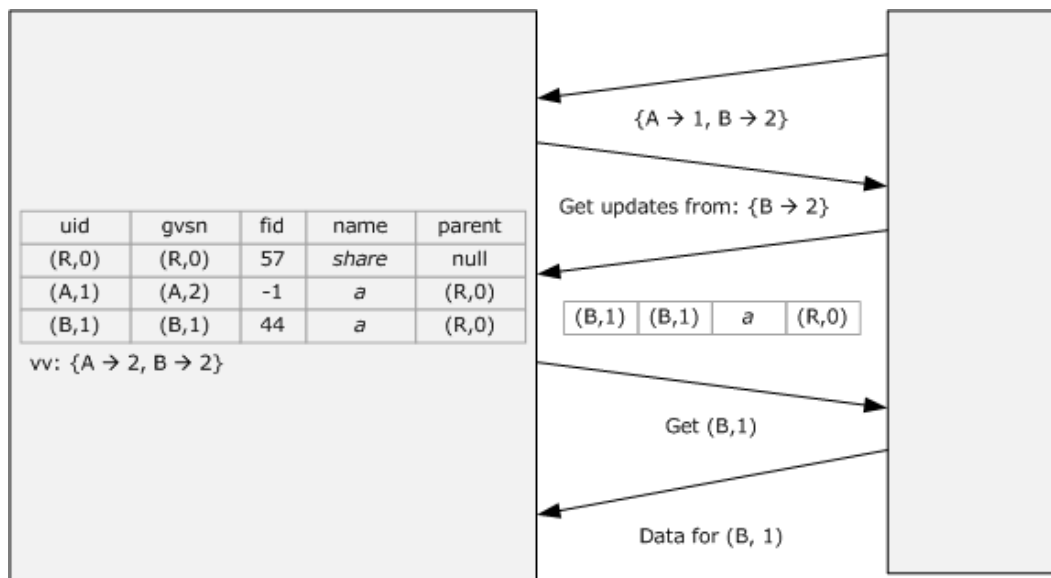 {A → 1, B → 2}
Get updates from: {B → 2}
uid gvsn fid name parent
(R,0) (R,0) 57 share null
(A,1) (A,2) -1 a (R,0)
(B,1) (B,1) 44 a (R,0)
vv: {A → 2, B → 2}
(B,1) (B,1) a (R,0)
Get (B,1)
Data for (B, 1)